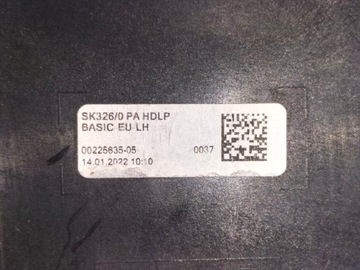 SK326/0 PA HDLP
BASIC-EU-LH
00225635-05 0037
14.01.2022 10:10